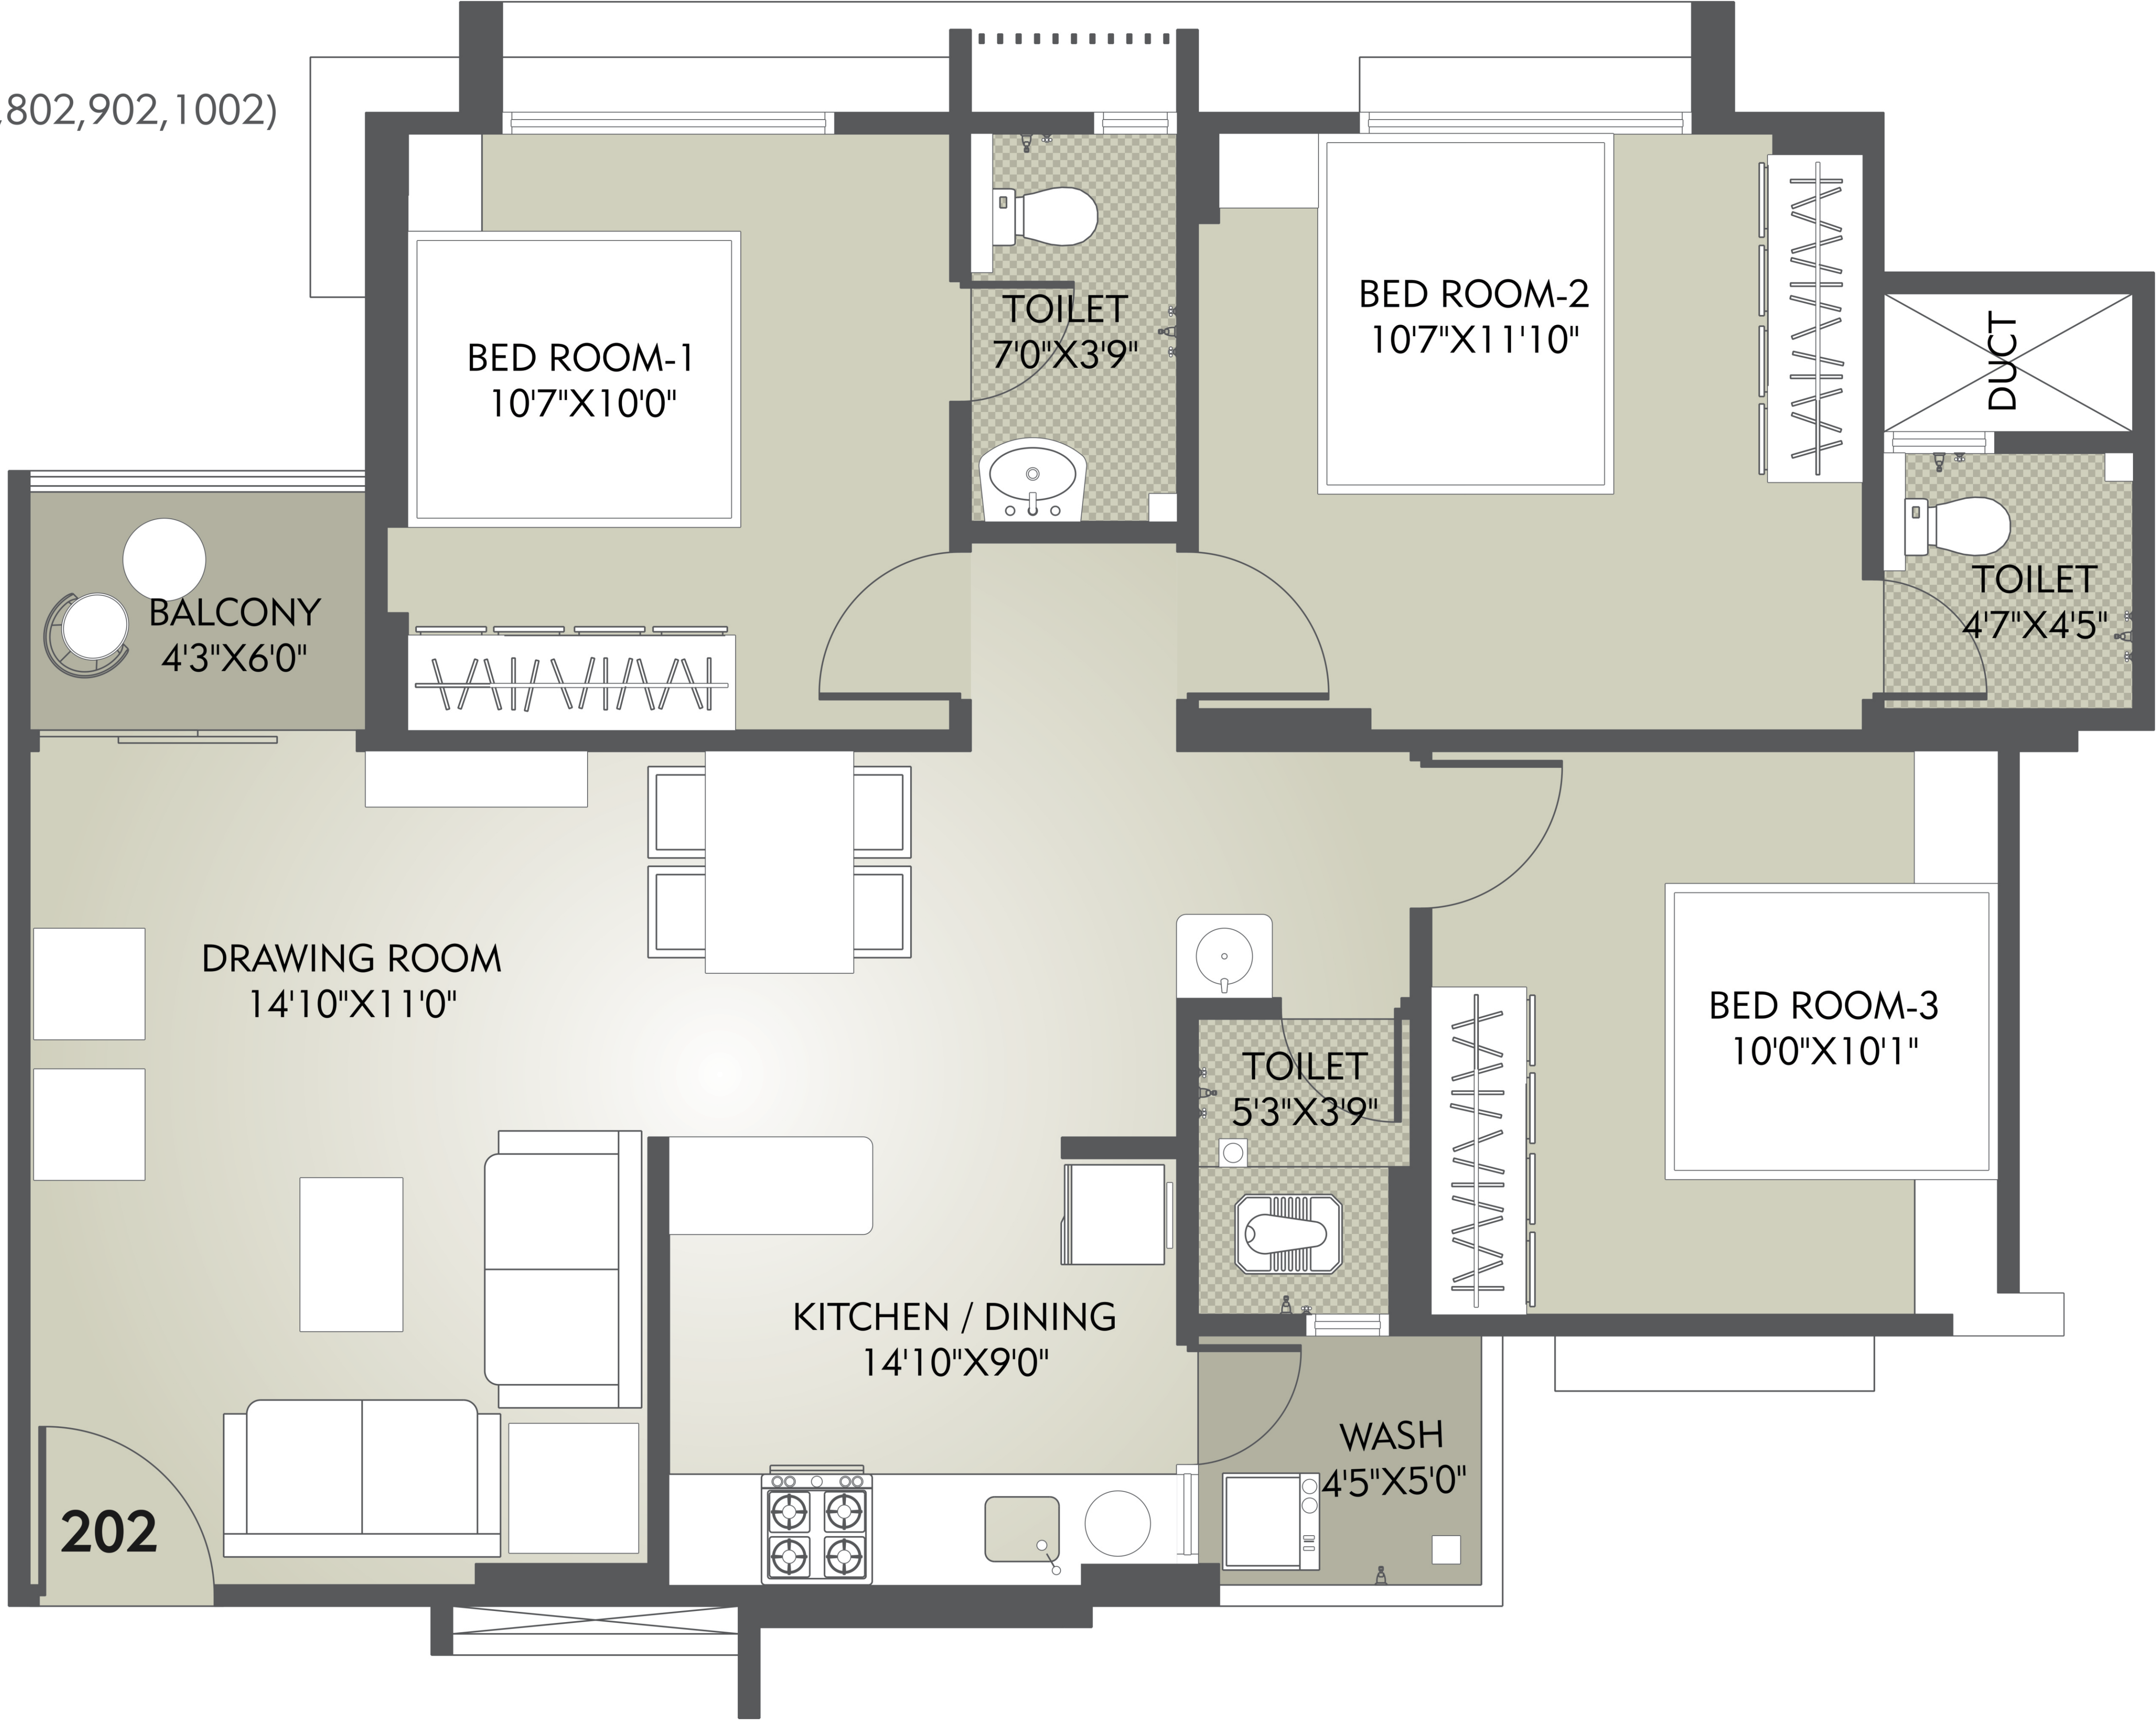 ,802,902,1002)
BED ROOM-1
10'7"X10'0"
TOILET
7'0"X3'9"
BED ROOM-2
10'7"X11'10"
DUCT
BALCONY
4'3"X6'0"
TOILET
4'7"X4'5"
DRAWING ROOM
14'10"X11'0"
BED ROOM-3
10'0"X10'1"
TOILET
5'3"X3'9"
KITCHEN / DINING
14'10"X9'0"
WASH
4'5"X5'0"
202